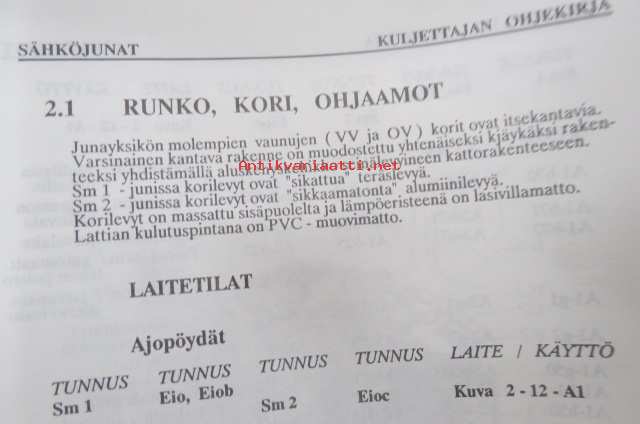 SÄHKÖJUNAT KULJETTAJAN OHJEKIRJA
2.1 RUNKO, KORI, OHJAAMOT
Junayksikön molempien vaunujen (VV ja OV) korit ovat itsekantavia.
Varsinainen kantava rakenne on muodostettu yhtenäiseksi kjäykäksi raken-
teeksi yhdistämällä kattorakenteeseen.
Antikvariaatti.net
Sm 1 - junissa korilevyt ovat "sikattua" teräslevyä.
Sm 2 - junissa korilevyt ovat "sikkaamatonta" alumiinilevyä.
Korilevyt on massattu sisäpuolelta ja lämpöeristeenä on lasivillamatto.
Lattian kulutuspintana on PVC - muovimatto.
LAITETILAT
Ajopöydät
TUNNUS TUNNUS TUNNUS TUNNUS LAITE / KÄYTTÖ
Sm 1 Eio, Eiob Sm 2 Eioc Kuva 2 - 12 - A1